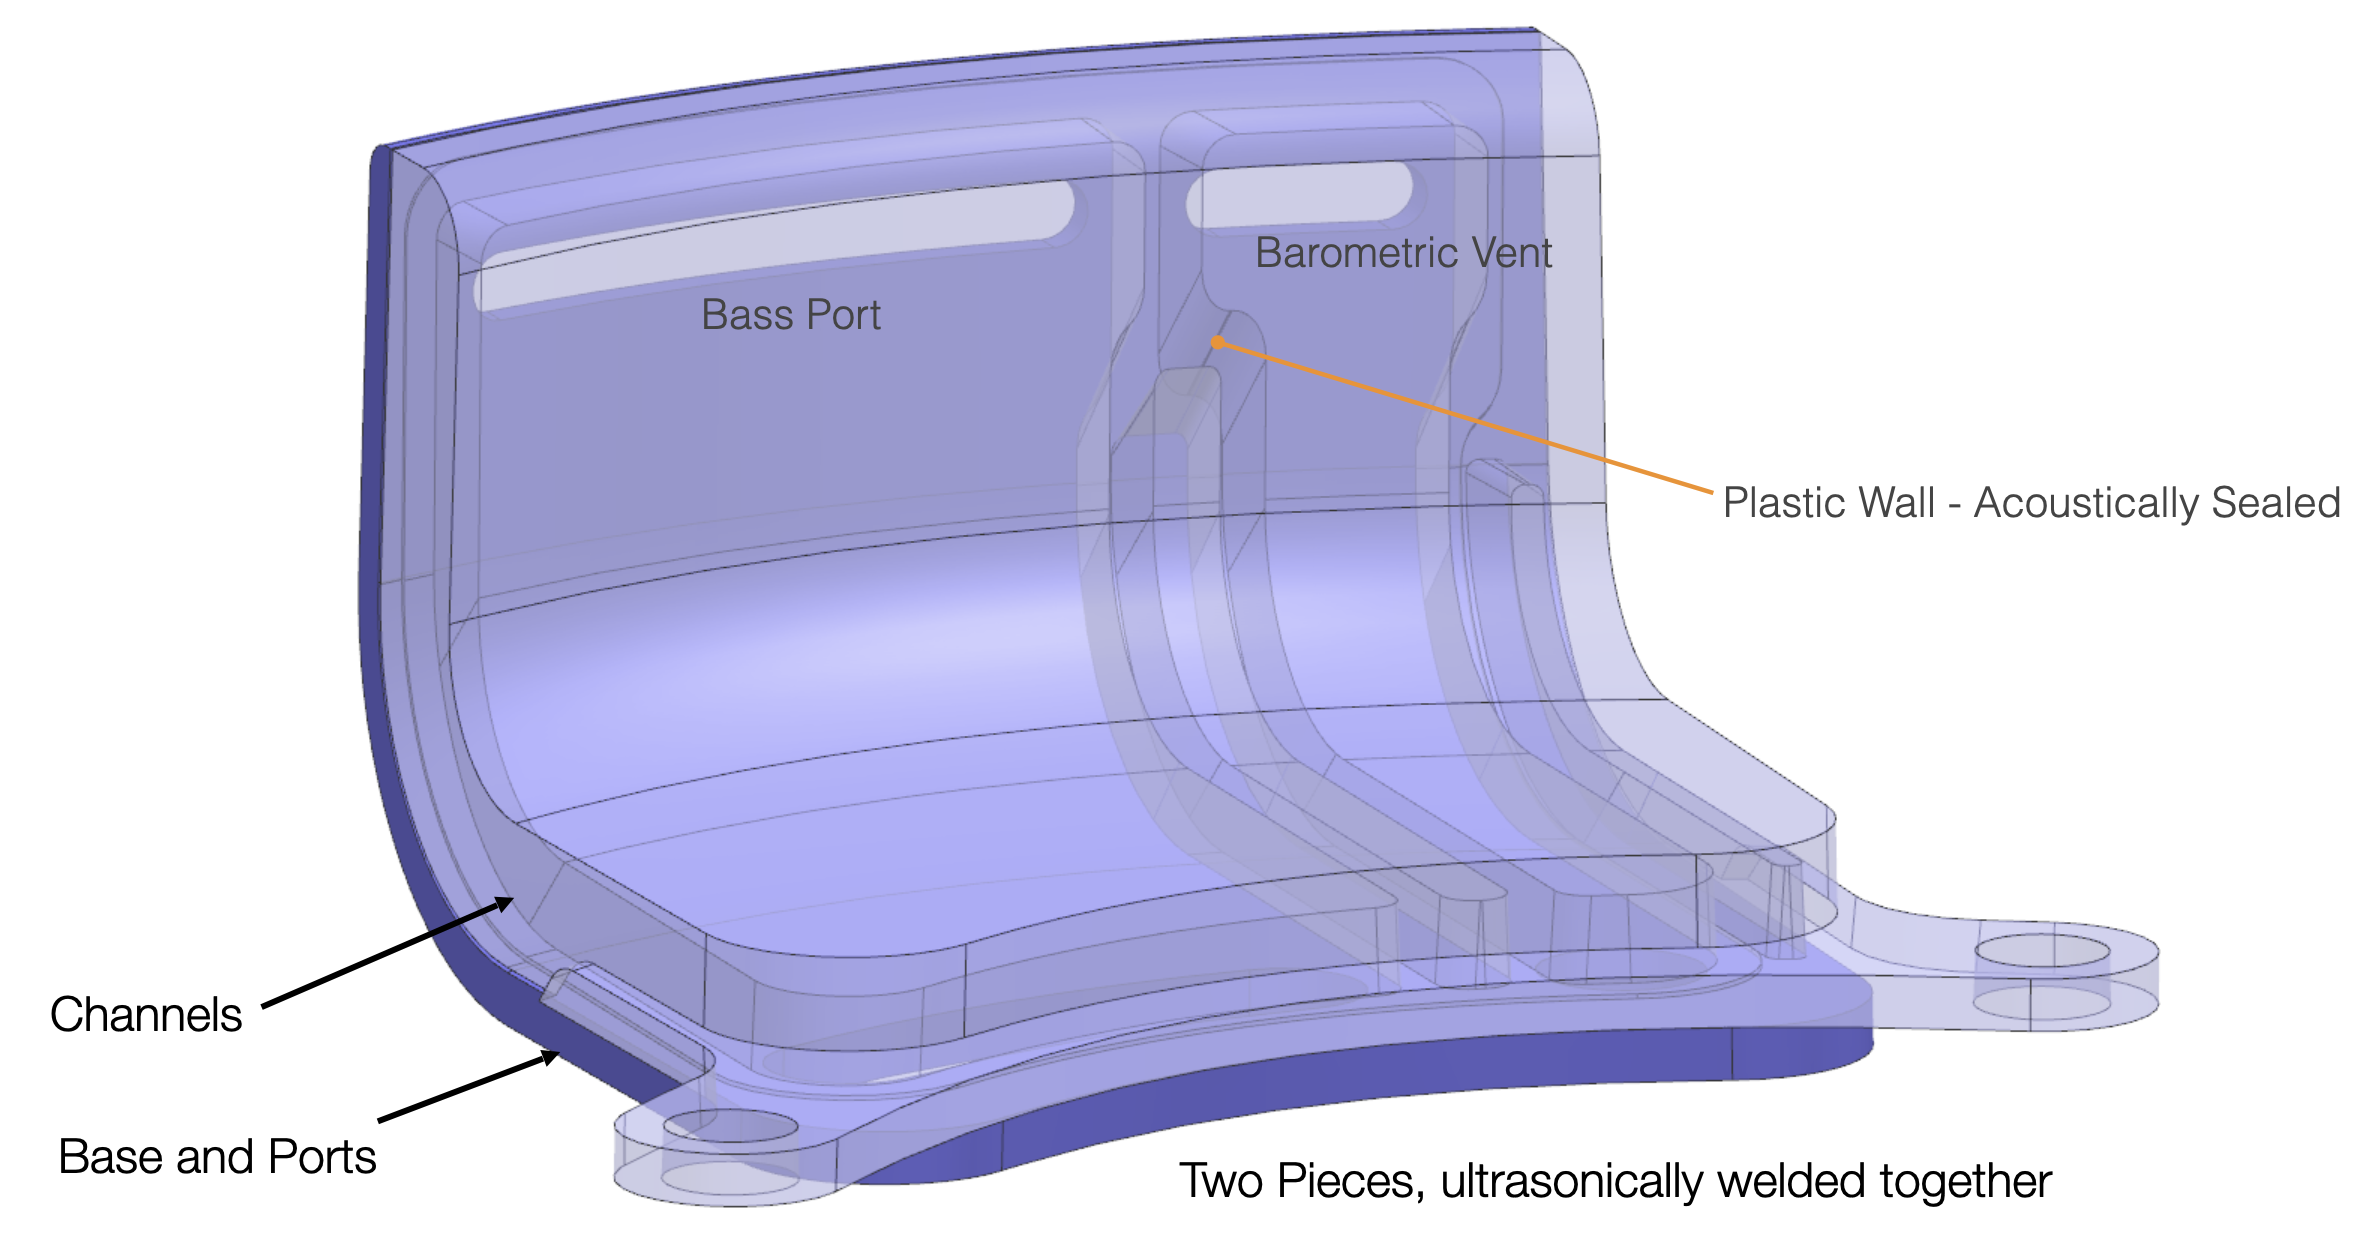 Barometric Vent
Bass Port
Plastic Wall - Acoustically Sealed
Channels
Base and Ports
Two Pieces, ultrasonically welded together